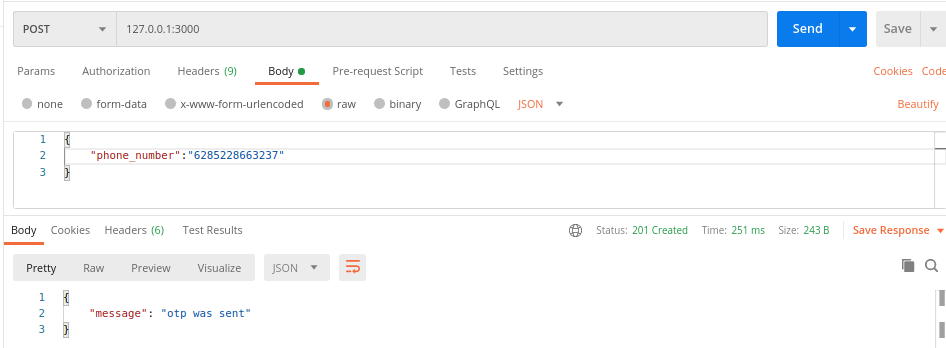 POST 127.0.0.1:3000 Send Save
Params Authorization Headers (9) Body Pre-request Script Tests Settings Cookies Code
none form-data x-www-form-urlencoded raw binary GraphQL JSON Beautify
1 {
2 "phone_number":"6285228663237"
3 }
Body Cookies Headers (6) Test Results Status: 201 Created Time: 251 ms Size: 243 B Save Response
Pretty Raw Preview Visualize JSON
1 {
2 "message": "otp was sent"
3 }